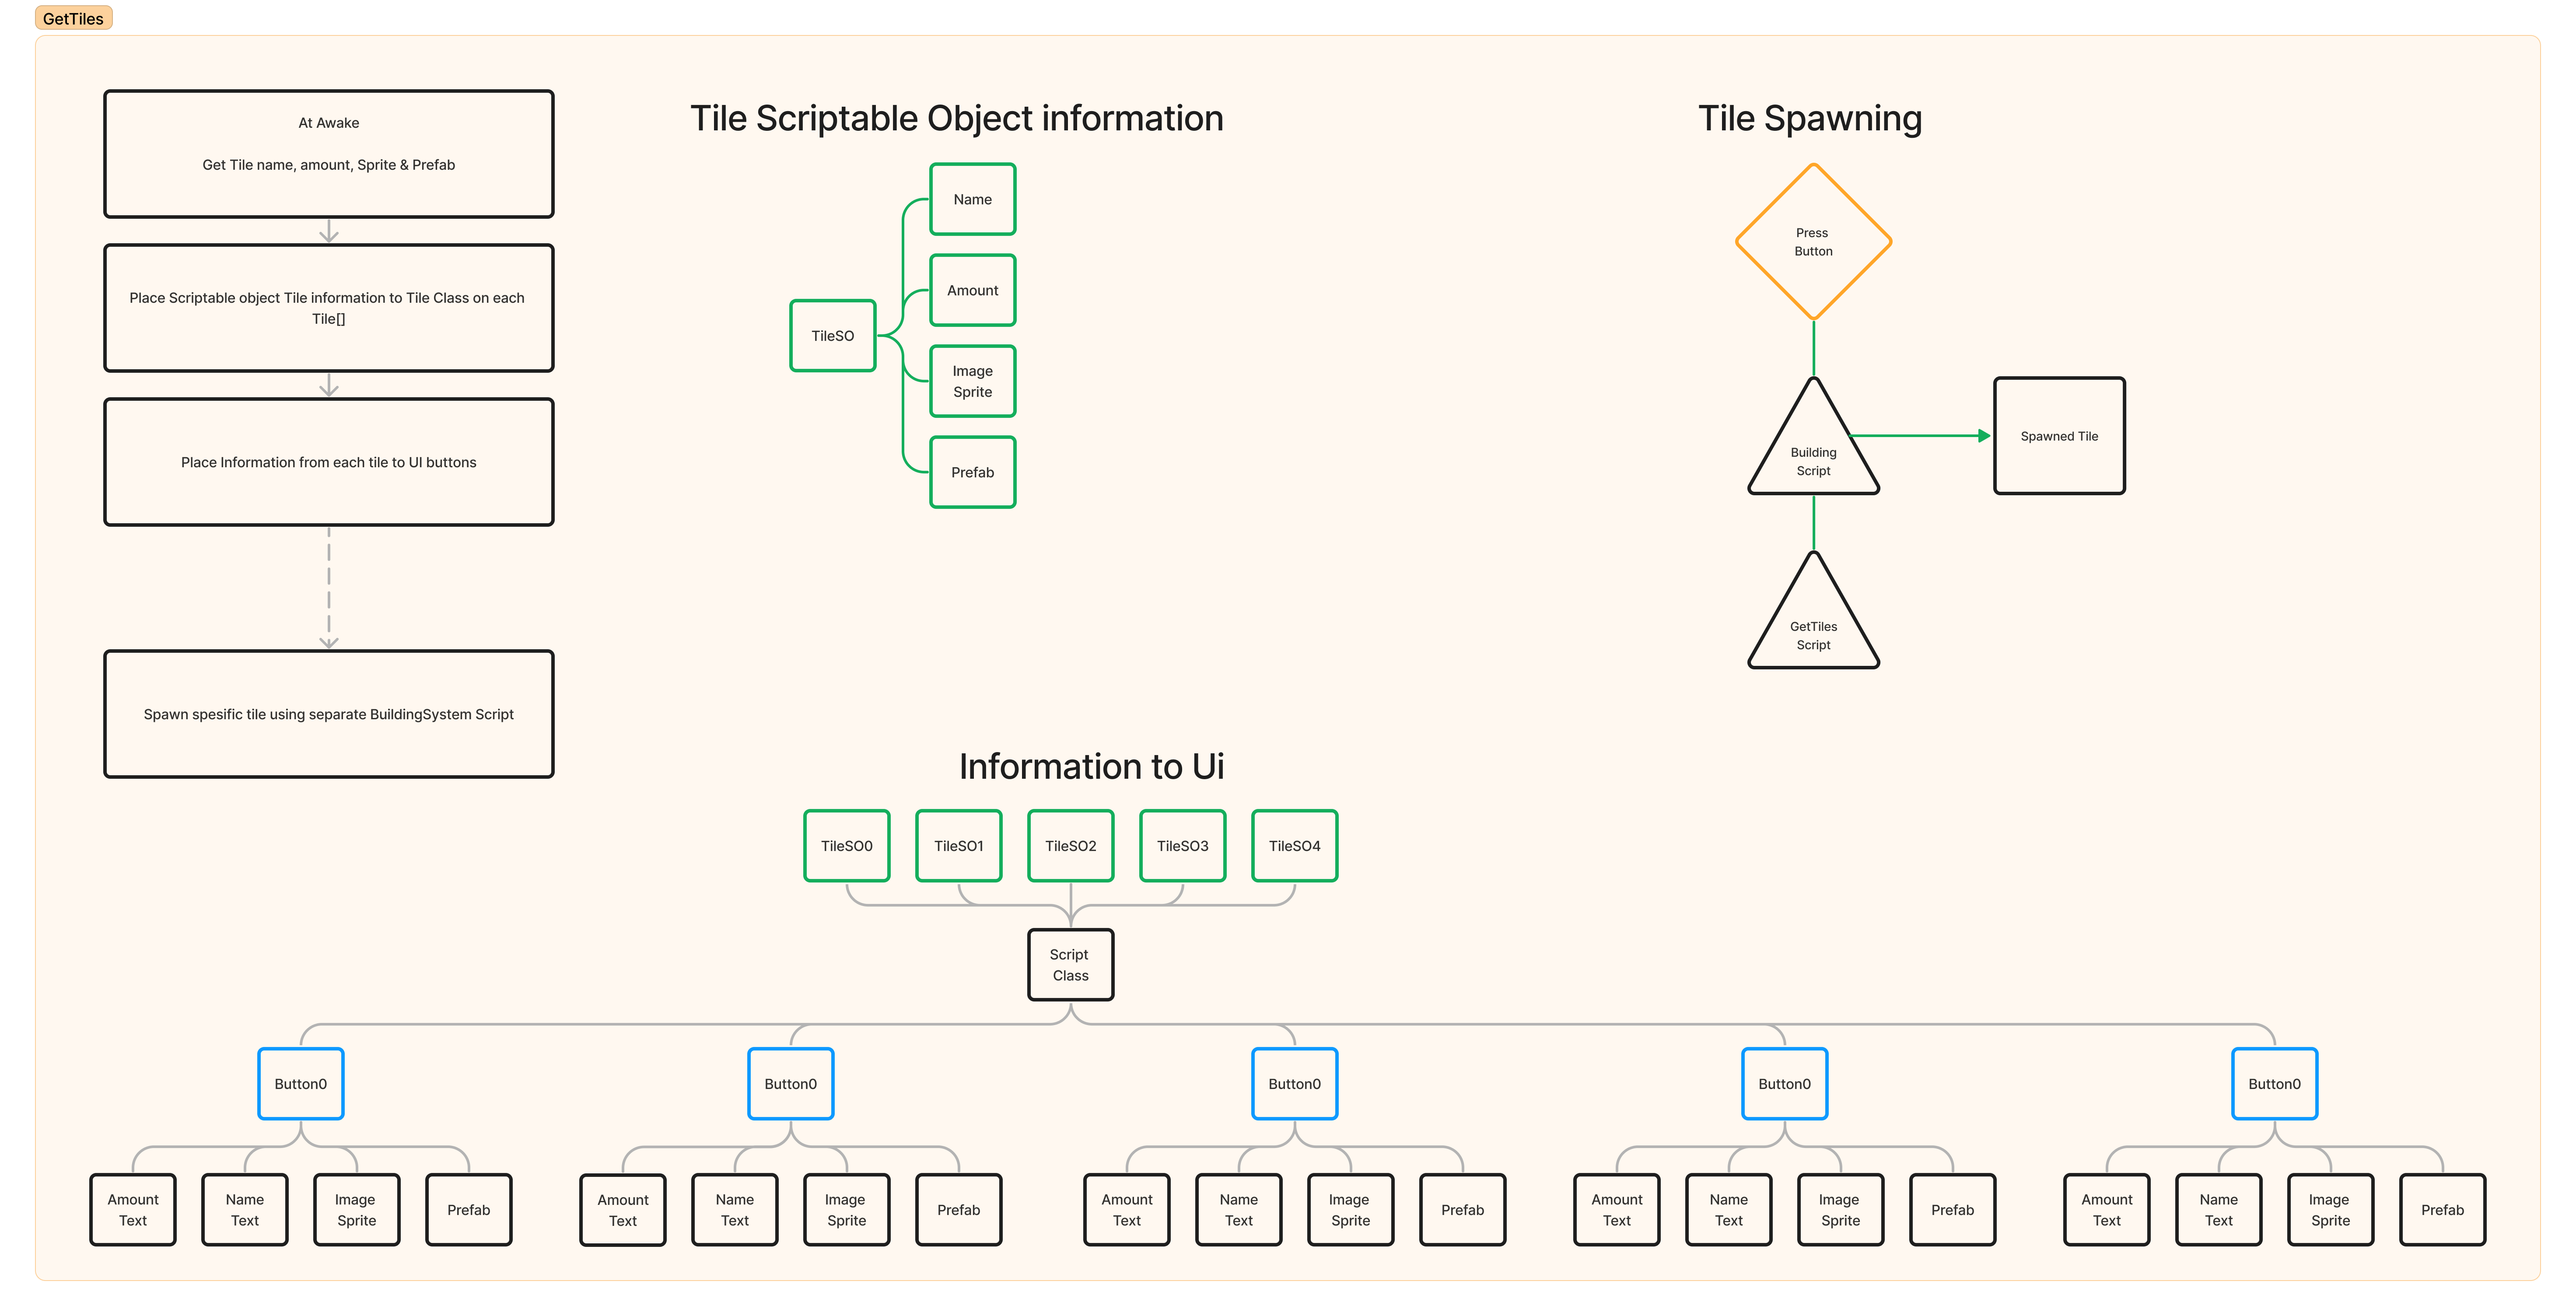 GetTiles
At Awake
Get Tile name, amount, Sprite & Prefab
Place Scriptable object Tile information to Tile Class on each
Tile[]
Place Information from each tile to UI buttons
Spawn spesific tile using separate BuildingSystem Script
Tile Scriptable Object information
TileSO
Name
Amount
Image
Sprite
Prefab
Tile Spawning
Press
Button
Building
Script
Spawned Tile
GetTiles
Script
Information to Ui
TileSO0
TileSO1
TileSO2
TileSO3
TileSO4
Script
Class
Button0
Amount
Text
Name
Text
Image
Sprite
Prefab
Button0
Amount
Text
Name
Text
Image
Sprite
Prefab
Button0
Amount
Text
Name
Text
Image
Sprite
Prefab
Button0
Amount
Text
Name
Text
Image
Sprite
Prefab
Button0
Amount
Text
Name
Text
Image
Sprite
Prefab